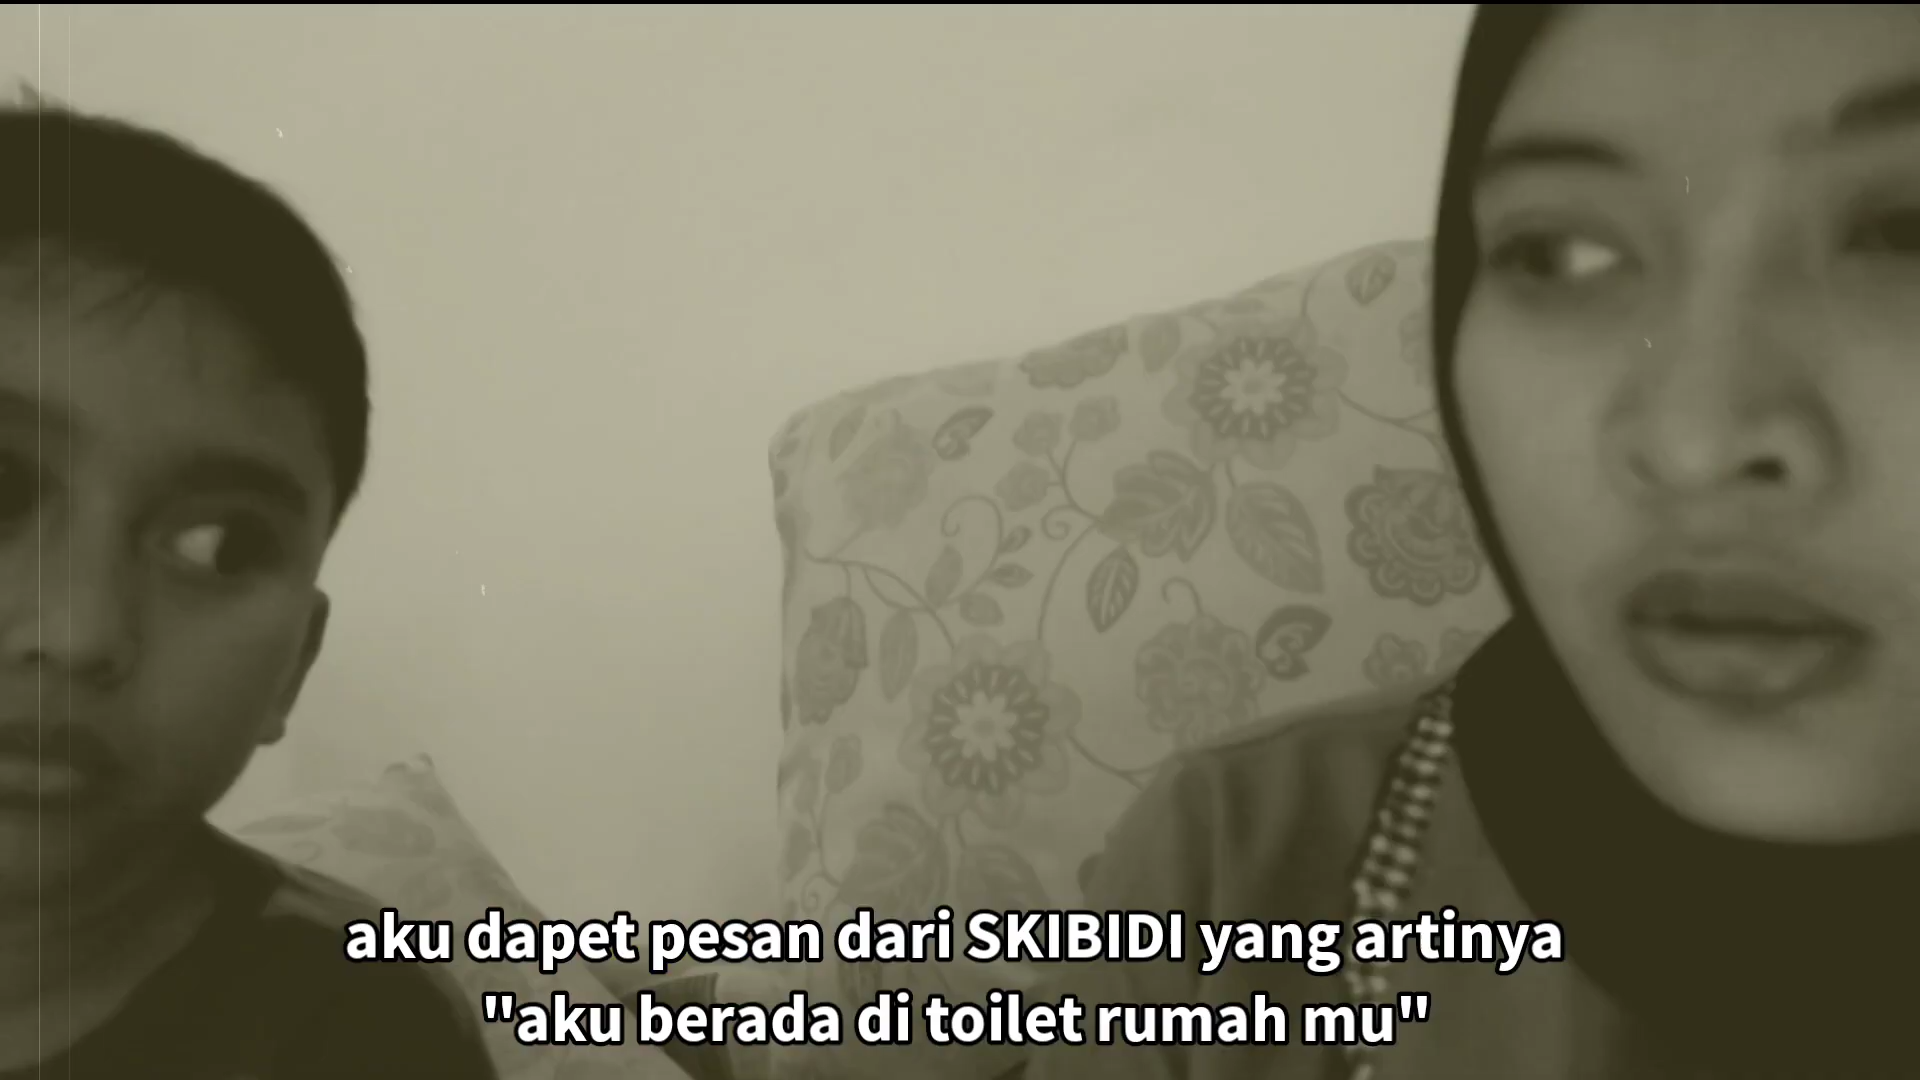 aku dapet pesan dari SKIBIDI yang artinya
"aku berada di toilet rumah mu"